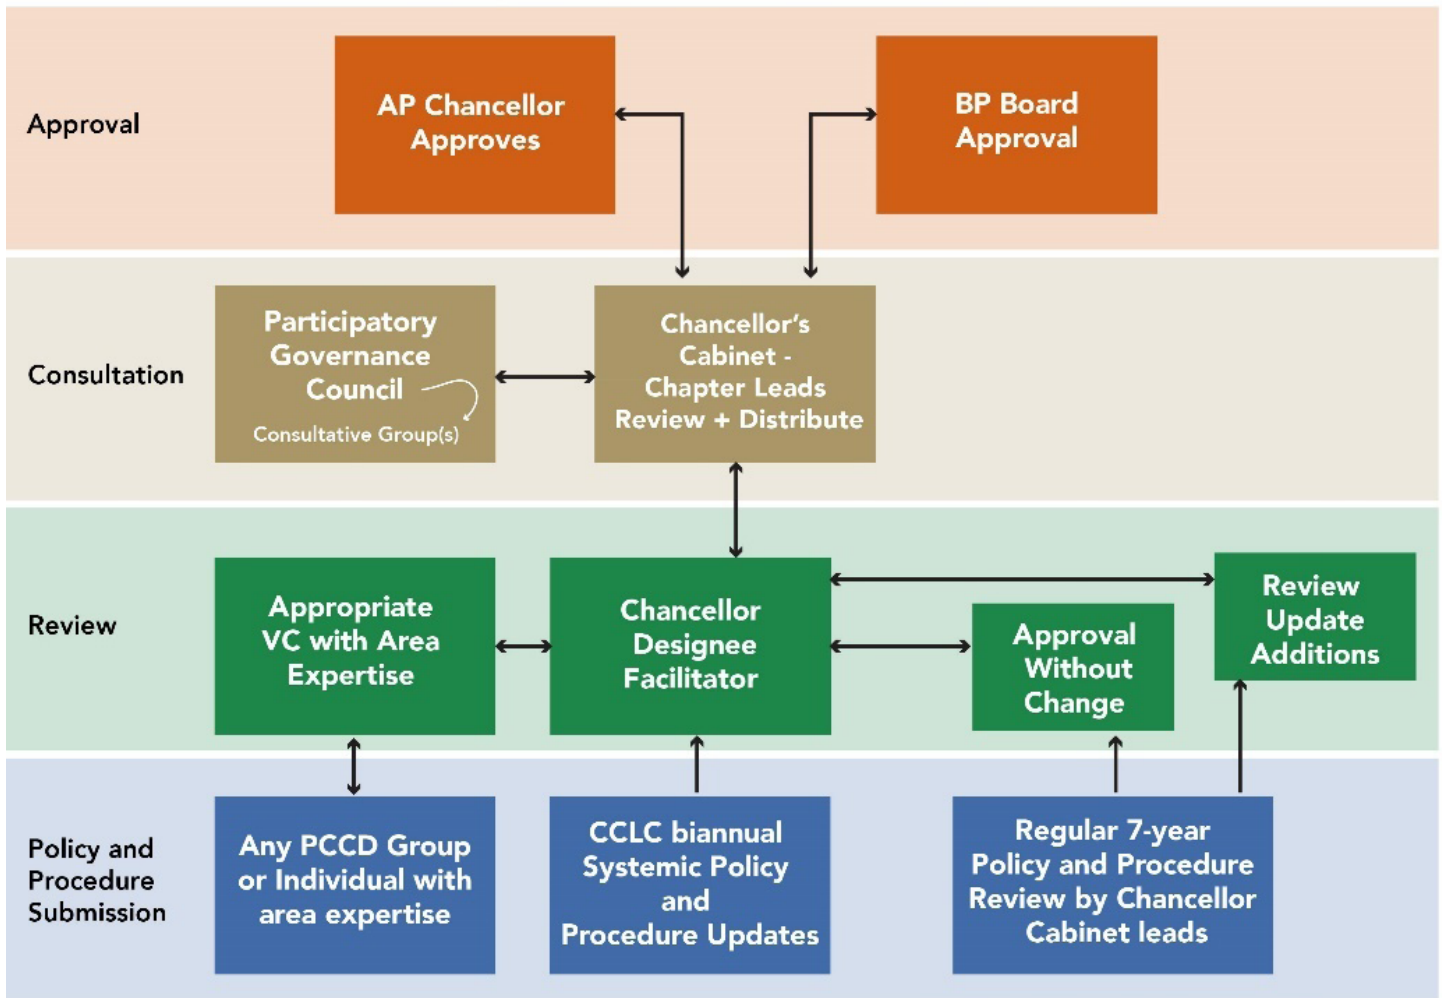 Approval
AP Chancellor
Approves
BP Board
Approval
Consultation
Participatory
Governance
Council
Consultative Group(s)
Chancellor's
Cabinet -
Chapter Leads
Review + Distribute
Review
Appropriate
VC with Area
Expertise
Chancellor
Designee
Facilitator
Approval
Without
Change
Review
Update
Additions
Policy and
Procedure
Submission
Any PCCD Group
or Individual with
area expertise
CCLC biannual
Systemic Policy
and
Procedure Updates
Regular 7-year
Policy and Procedure
Review by Chancellor
Cabinet leads